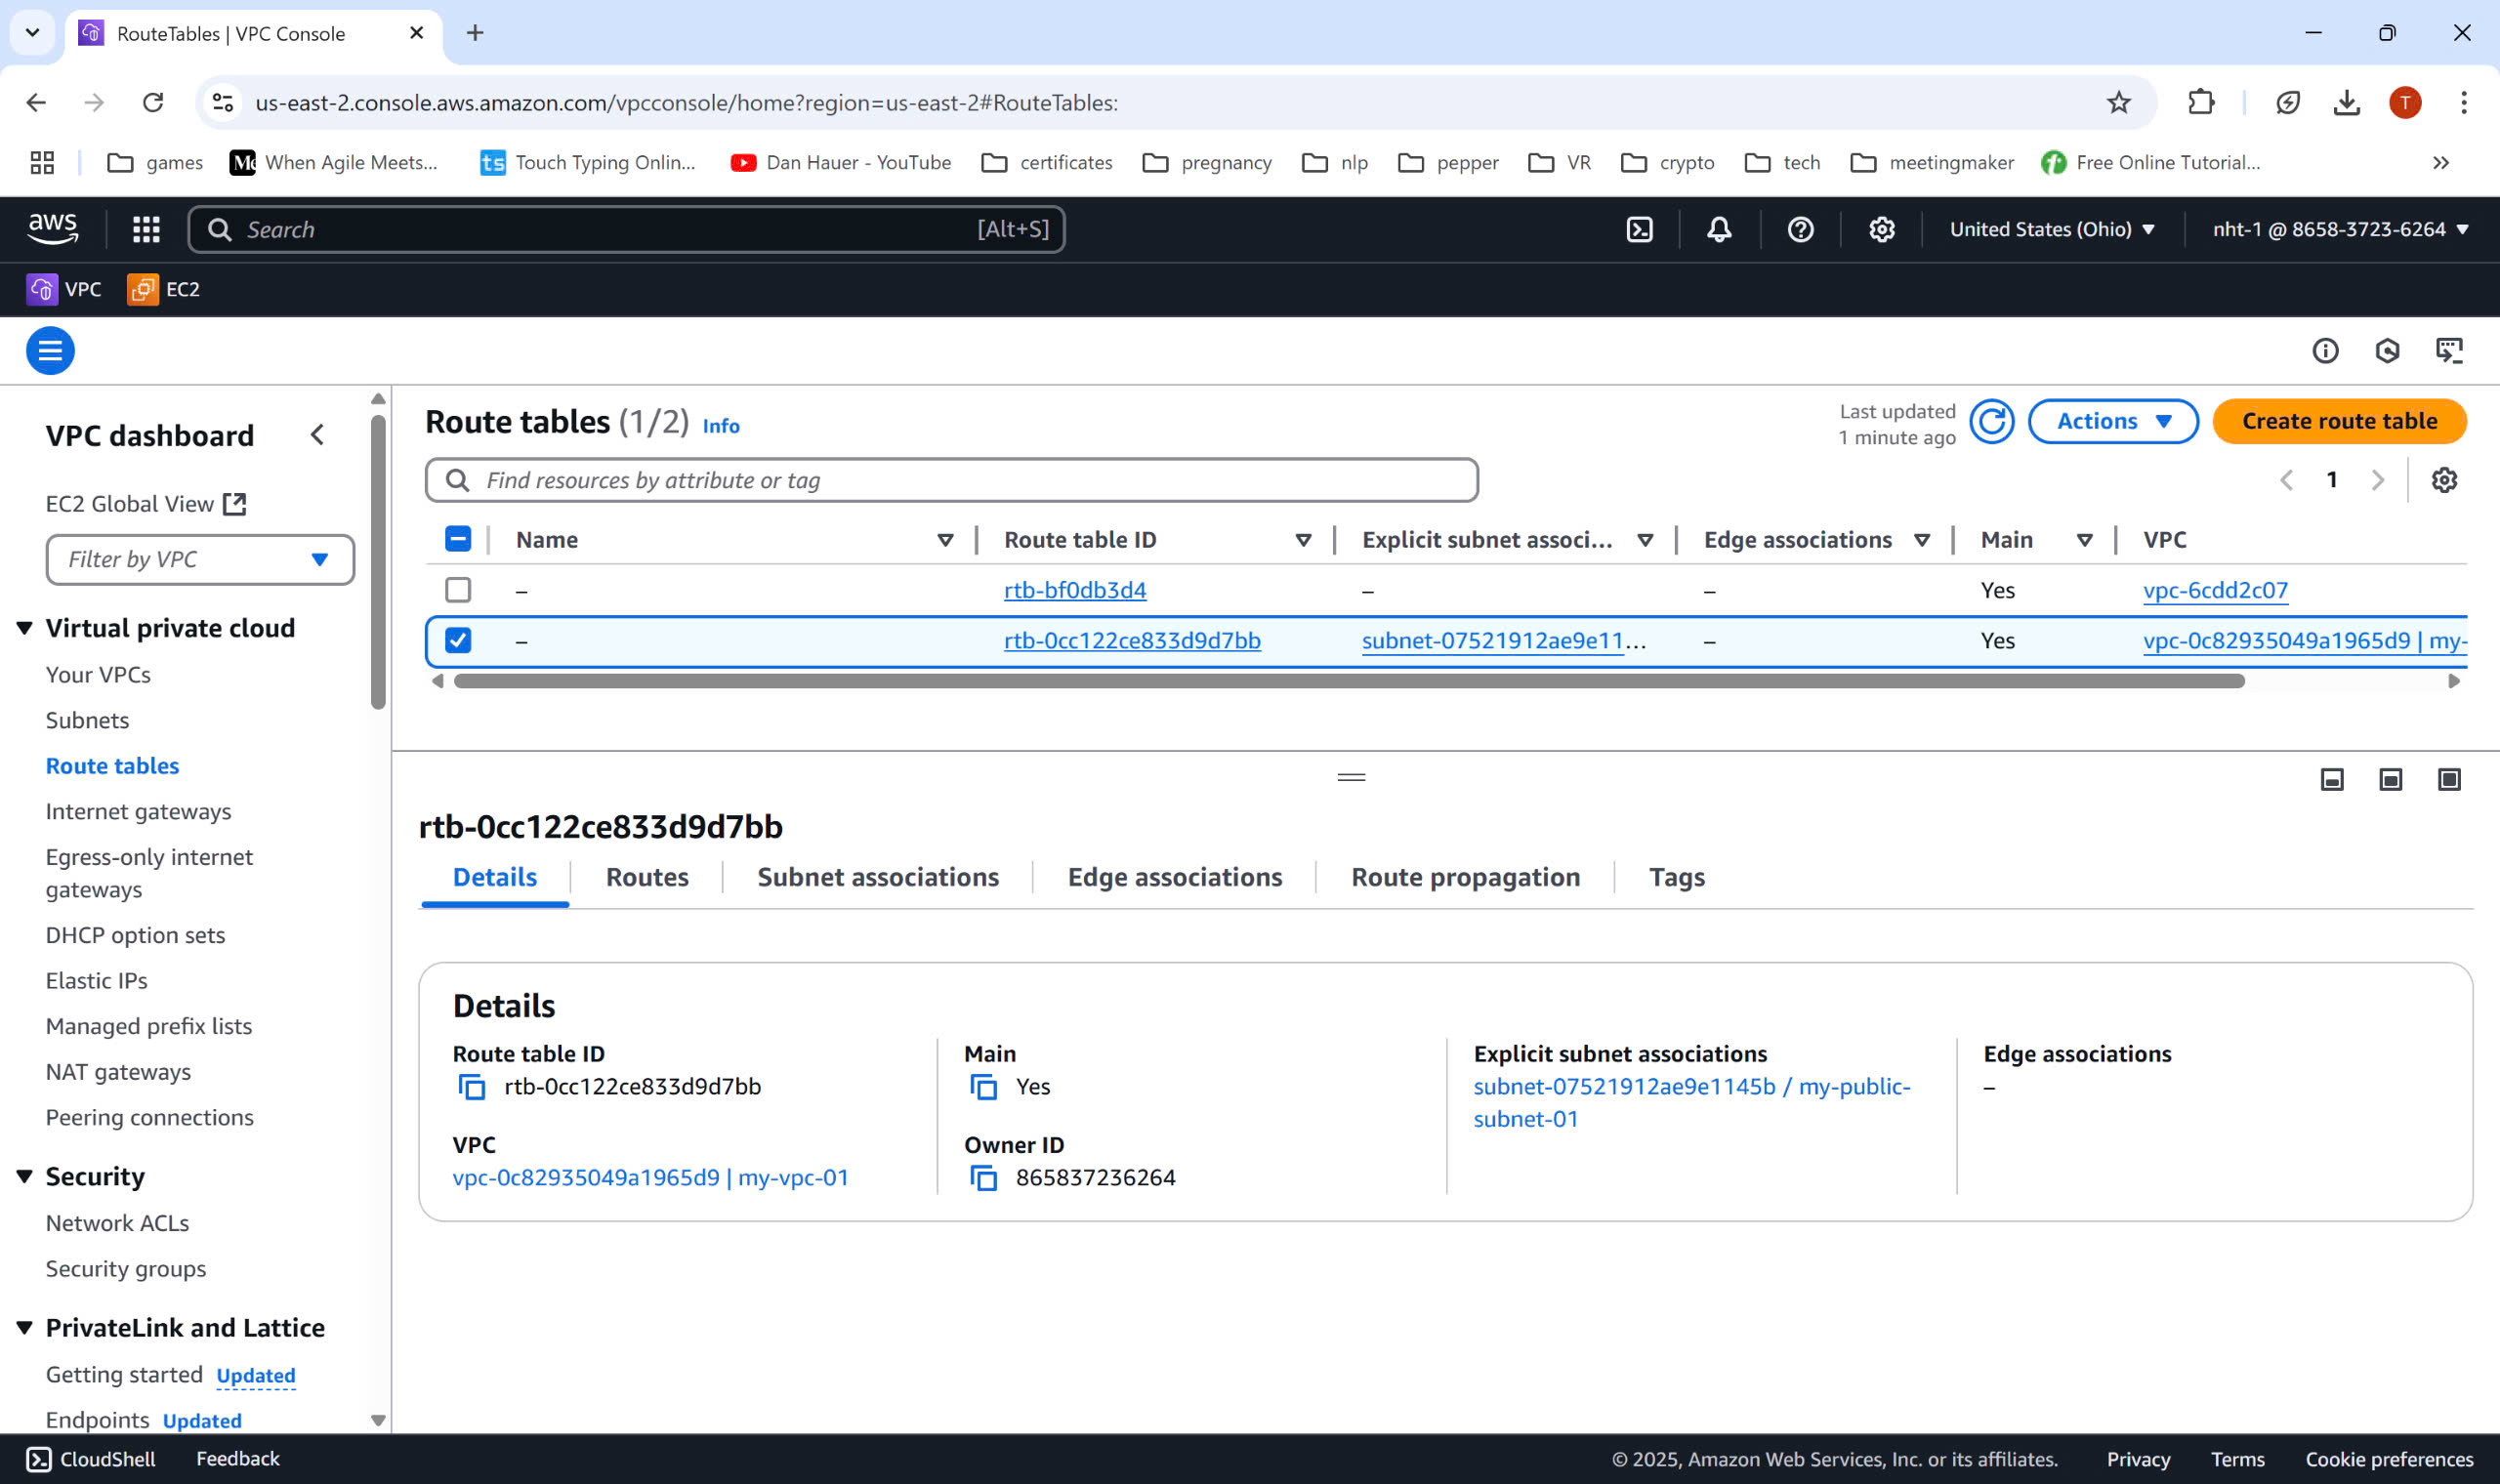 RouteTables | VPC Console
us-east-2.console.aws.amazon.com/vpcconsole/home?region=us-east-2#RouteTables:
T
games
When Agile Meets...
ts Touch Typing Onlin...
Dan Hauer - YouTube
certificates
pregnancy
nlp
pepper
VR
crypto
tech
meetingmaker
Free Online Tutorial...
aws
Search
[Alt+S]
United States (Ohio)
nht-1 @ 8658-3723-6264
VPC
EC2
VPC dashboard
EC2 Global View
Filter by VPC
Virtual private cloud
Your VPCs
Subnets
Route tables
Internet gateways
Egress-only internet
gateways
DHCP option sets
Elastic IPs
Managed prefix lists
NAT gateways
Peering connections
Security
Network ACLs
Security groups
PrivateLink and Lattice
Getting started Updated
Endpoints Updated
Route tables (1/2) Info
Last updated
1 minute ago
Actions
Create route table
Find resources by attribute or tag
1
Name Route table ID Explicit subnet associ... Edge associations Main VPC
– rtb-bf0db3d4 – – Yes vpc-6cdd2c07
– rtb-0cc122ce833d9d7bb subnet-07521912ae9e11... – Yes vpc-0c82935049a1965d9 | my-
rtb-0cc122ce833d9d7bb
Details Routes Subnet associations Edge associations Route propagation Tags
Details
Route table ID
rtb-0cc122ce833d9d7bb
VPC
vpc-0c82935049a1965d9 | my-vpc-01
Main
Yes
Owner ID
865837236264
Explicit subnet associations
subnet-07521912ae9e1145b / my-public-
subnet-01
Edge associations
–
CloudShell
Feedback
© 2025, Amazon Web Services, Inc. or its affiliates.
Privacy
Terms
Cookie preferences